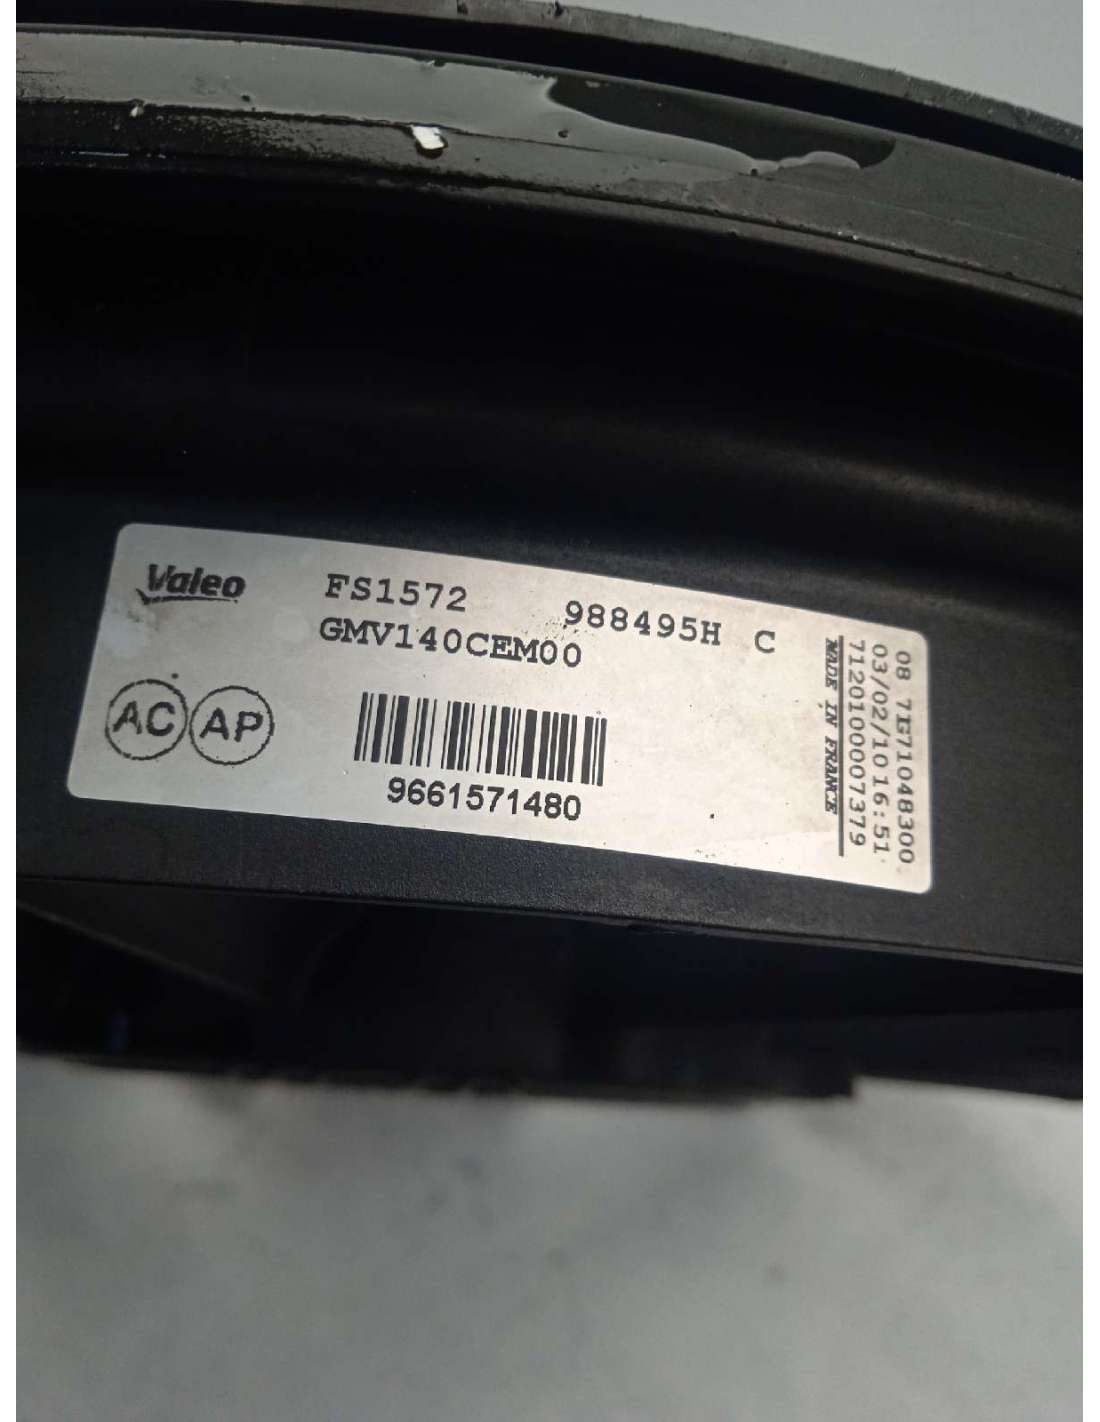 Valeo
FS1572
988495H C
GMV140CEM00
AC AP
9661571480
08 7E71048300
03/02/10 16:51
7120100007379
MADE IN FRANCE